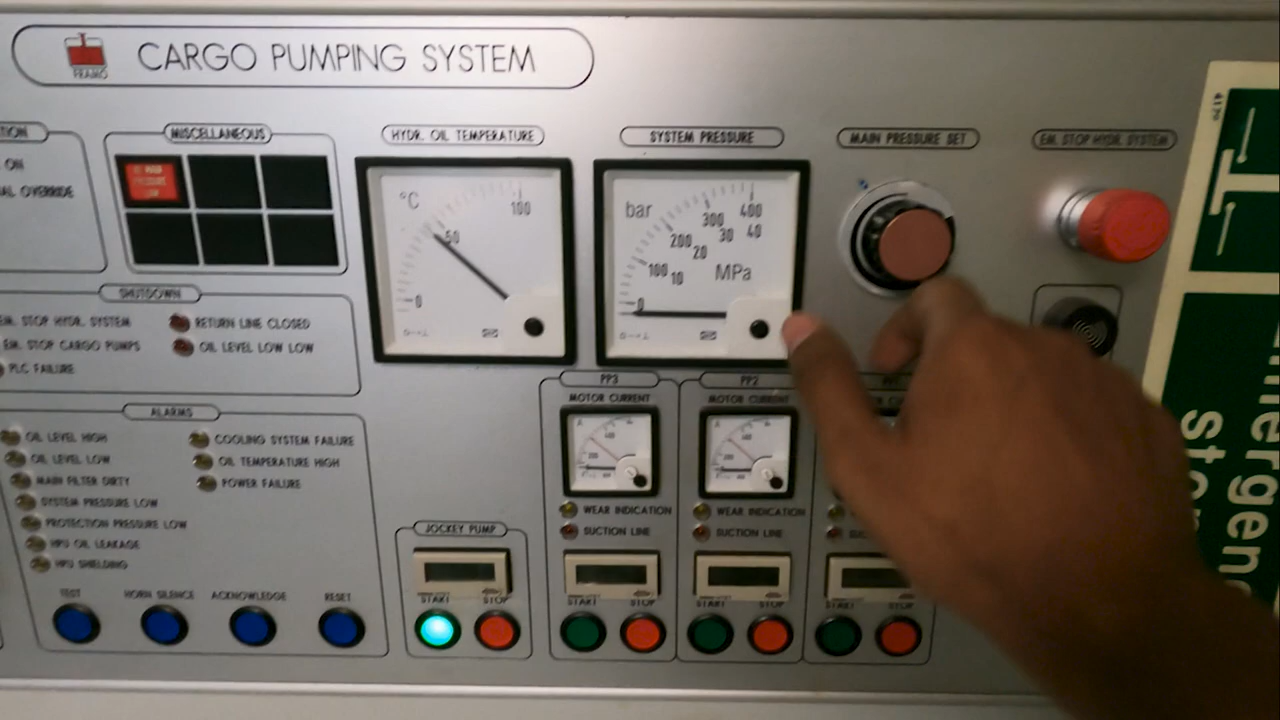 FRAMO
CARGO PUMPING SYSTEM
TION
ON
AL OVERRIDE
MISCELLANEOUS
PRESSURE
HYDR. OIL TEMPERATURE
°C
0
50
100
SYSTEM PRESSURE
bar
0
100
200
300
400
10
20
30
40
MPa
MAIN PRESSURE SET
EM. STOP HYDR. SYSTEM
SHUTDOWN
EM. STOP HYDR. SYSTEM
EM. STOP CARGO PUMPS
PLC FAILURE
RETURN LINE CLOSED
OIL LEVEL LOW LOW
ALARMS
OIL LEVEL HIGH
OIL LEVEL LOW
MAIN FILTER DIRTY
SYSTEM PRESSURE LOW
PROTECTION PRESSURE LOW
HPU OIL LEAKAGE
HPU SHIELDING
COOLING SYSTEM FAILURE
OIL TEMPERATURE HIGH
POWER FAILURE
TEST
HORN SILENCE
ACKNOWLEDGE
RESET
JOCKEY PUMP
START
STOP
PP3
MOTOR CURRENT
A
WEAR INDICATION
SUCTION LINE
START
STOP
PP2
MOTOR CURRENT
A
WEAR INDICATION
SUCTION LINE
START
STOP
START
STOP
4170